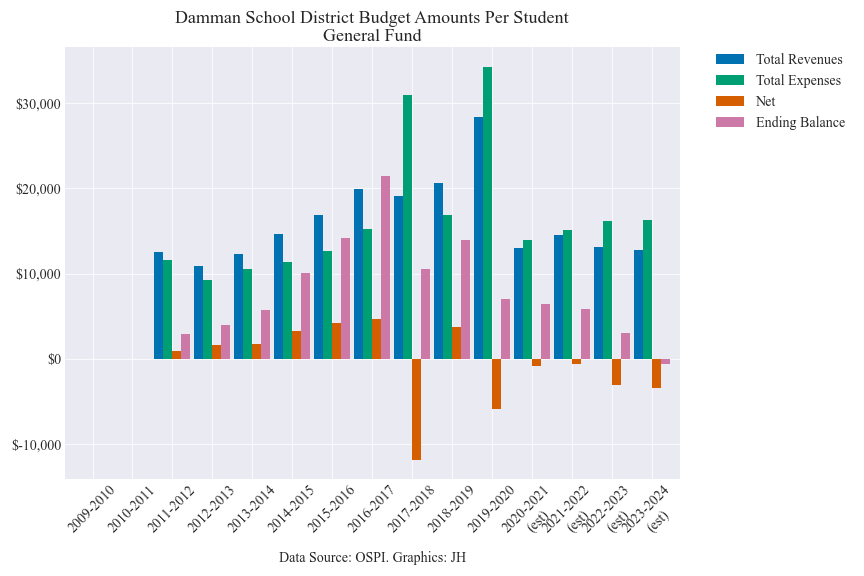 Damman School District Budget Amounts Per Student
General Fund
Total Revenues
Total Expenses
Net
Ending Balance
$30,000
$20,000
$10,000
$0
$-10,000
2009-2010
2010-2011
2011-2012
2012-2013
2013-2014
2014-2015
2015-2016
2016-2017
2017-2018
2018-2019
2019-2020
2020-2021
(est)
2021-2022
(est)
2022-2023
(est)
2023-2024
(est)
Data Source: OSPI. Graphics: JH